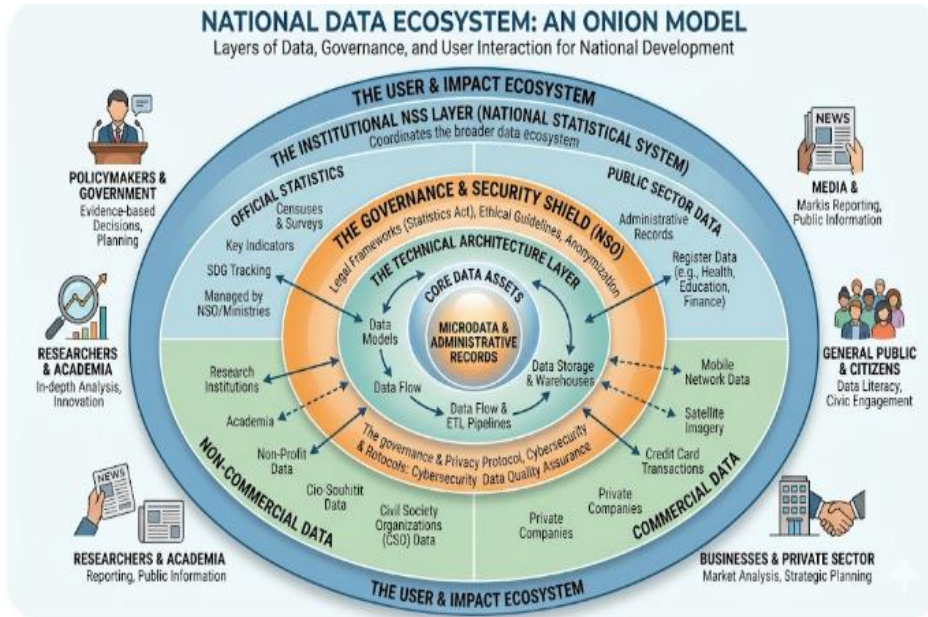 NATIONAL DATA ECOSYSTEM: AN ONION MODEL
Layers of Data, Governance, and User Interaction for National Development
THE USER & IMPACT ECOSYSTEM
THE INSTITUTIONAL NSS LAYER (NATIONAL STATISTICAL SYSTEM)
Coordinates the broader data ecosystem
POLICYMAKERS &
GOVERNMENT
Evidence-based
Decisions,
Planning
RESEARCHERS
& ACADEMIA
In-depth Analysis,
Innovation
NEWS
RESEARCHERS & ACADEMIA
Reporting, Public Information
OFFICIAL STATISTICS
Censuses
& Surveys
Key Indicators
SDG Tracking
Managed by
NSO/Ministries
PUBLIC SECTOR DATA
Administrative
Records
Register Data
(e.g., Health,
Education,
Finance)
THE GOVERNANCE & SECURITY SHIELD (NSO)
Legal Frameworks (Statistics Act), Ethical Guidelines, Anonymization
THE TECHNICAL ARCHITECTURE LAYER
CORE DATA ASSETS
MICRODATA &
ADMINISTRATIVE
RECORDS
Data
Models
Data Flow
Data Flow &
ETL Pipelines
Data Storage
& Warehouses
The governance & Privacy Protocol, Cybersecurity
& Rotocofs: Cybersecurity Data Quality Assurance
Research
Institutions
Academia
Non-Profit
Data
Cio-Souhtit
Data
Civil Society
Organizations
(CSO) Data
NON-COMMERCIAL DATA
Mobile
Network Data
Satellite
Imagery
Credit Card
Transactions
Private
Companies
Private
Companies
COMMERCIAL DATA
THE USER & IMPACT ECOSYSTEM
NEWS
MEDIA &
Markis Reporting,
Public Information
GENERAL PUBLIC
& CITIZENS
Data Literacy,
Civic Engagement
BUSINESSES & PRIVATE SECTOR
Market Analysis, Strategic Planning